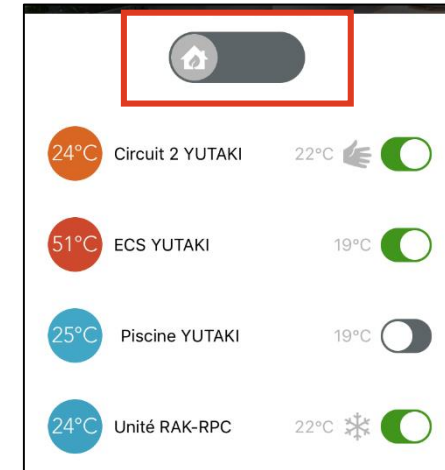 24°C Circuit 2 YUTAKI 22°C
51°C ECS YUTAKI 19°C
25°C Piscine YUTAKI 19°C
24°C Unité RAK-RPC 22°C